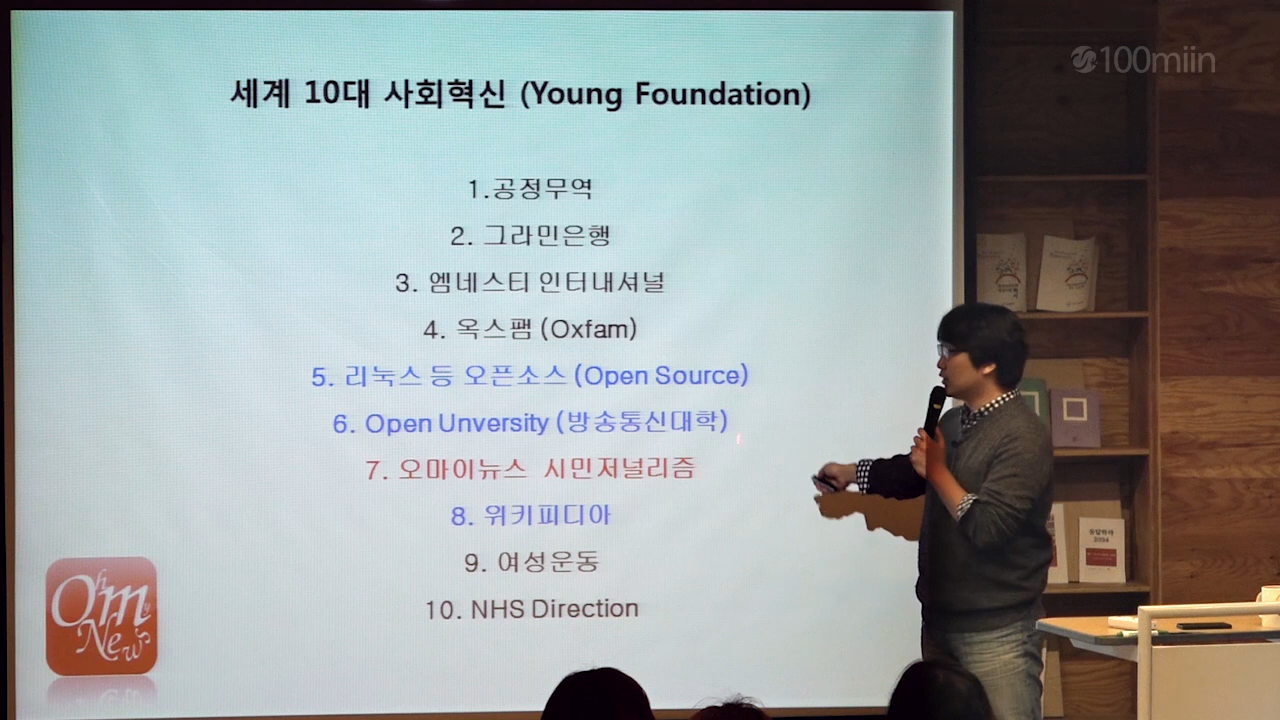 100miin
세계 10대 사회혁신 (Young Foundation)
1.공정무역
2. 그라민은행
3. 엠네스티 인터내셔널
4. 옥스팸 (Oxfam)
5. 리눅스 등 오픈소스 (Open Source)
6. Open Unversity (방송통신대학)
7. 오마이뉴스 시민저널리즘
8. 위키피디아
9. 여성운동
10. NHS Direction
Oh
my
News